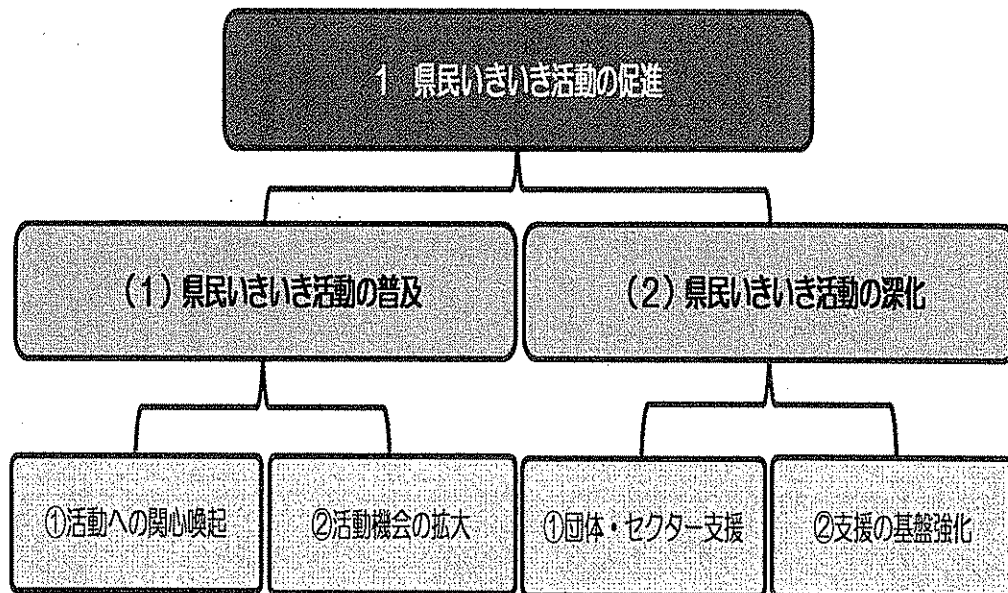 1 県民いきいき活動の促進
(1)県民いきいき活動の普及
(2)県民いきいき活動の深化
①活動への関心喚起
②活動機会の拡大
①団体・セクター支援
②支援の基盤強化